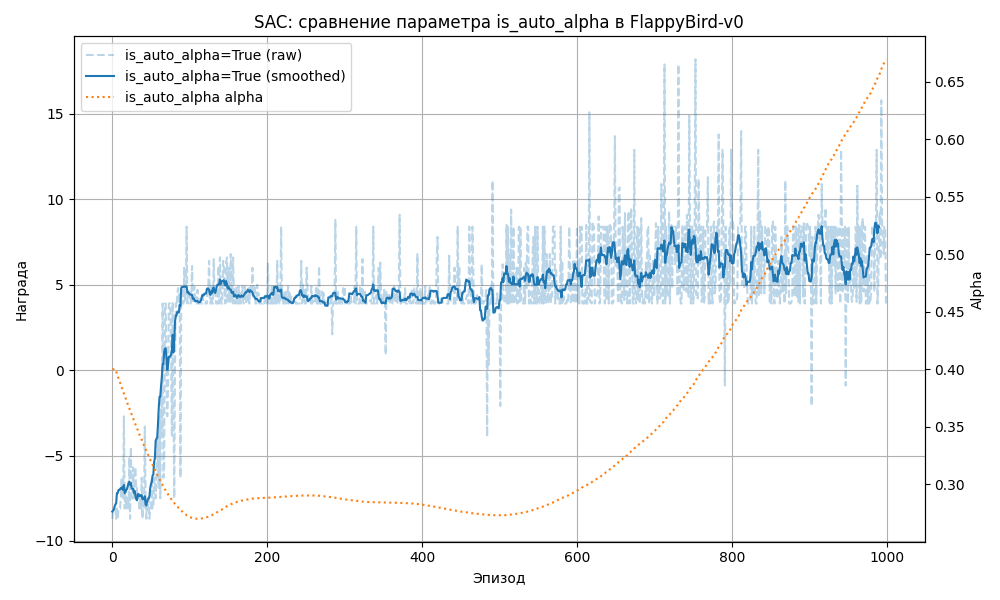 SAC: сравнение параметра is_auto_alpha в FlappyBird-v0
is_auto_alpha=True (raw)
is_auto_alpha=True (smoothed)
is_auto_alpha alpha
Награда
15
10
5
0
−5
−10
0.65
0.60
0.55
0.50
0.45
0.40
0.35
0.30
Alpha
0 200 400 600 800 1000
Эпизод